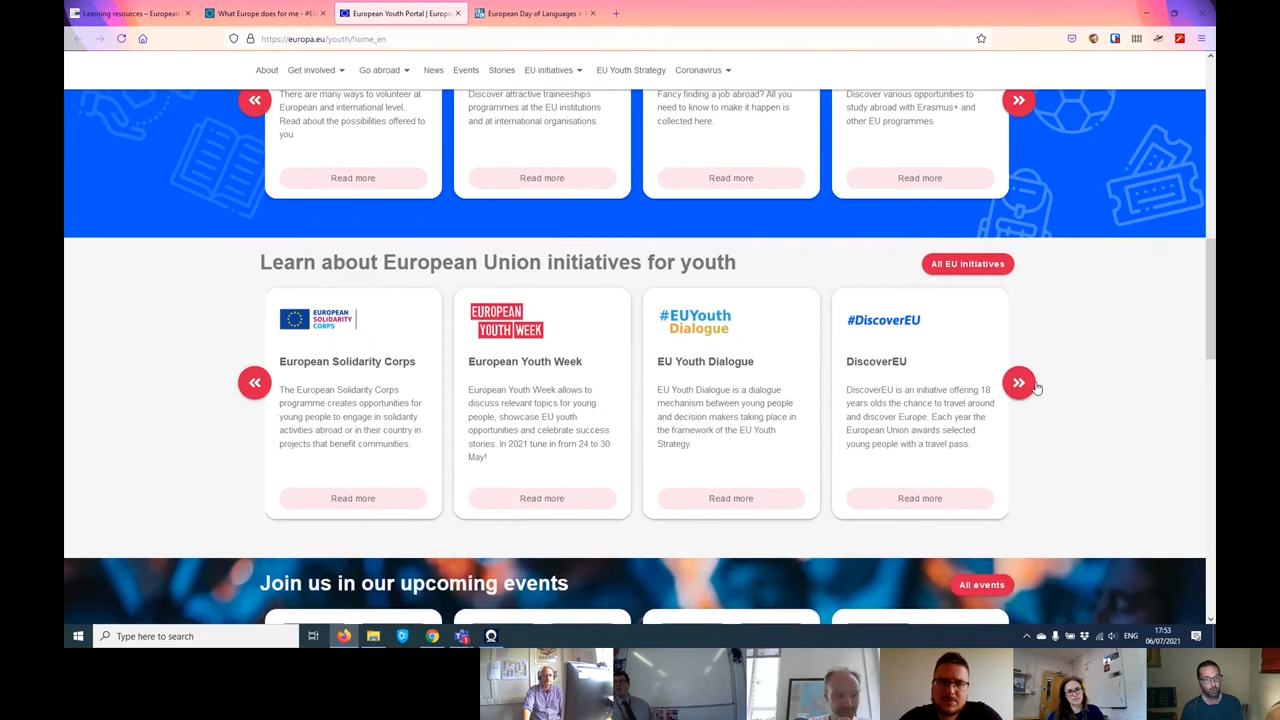 Learning resources – European
What Europe does for me - #EU
European Youth Portal | Europe
European Day of Languages > 
https://europa.eu/youth/home_en
About Get involved Go abroad News Events Stories EU initiatives EU Youth Strategy Coronavirus
There are many ways to volunteer at
European and international level.
Read about the possibilities offered to
you.
Read more
Discover attractive traineeships
programmes at the EU institutions
and at international organisations.
Read more
Fancy finding a job abroad? All you
need to know to make it happen is
collected here.
Read more
Discover various opportunities to
study abroad with Erasmus+ and
other EU programmes.
Read more
Learn about European Union initiatives for youth
All EU initiatives
EUROPEAN
SOLIDARITY
CORPS
European Solidarity Corps
The European Solidarity Corps
programme creates opportunities for
young people to engage in solidarity
activities abroad or in their country in
projects that benefit communities.
Read more
EUROPEAN
YOUTH WEEK
European Youth Week
European Youth Week allows to
discuss relevant topics for young
people, showcase EU youth
opportunities and celebrate success
stories. In 2021 tune in from 24 to 30
May!
Read more
#EUYouth
Dialogue
EU Youth Dialogue
EU Youth Dialogue is a dialogue
mechanism between young people
and decision makers taking place in
the framework of the EU Youth
Strategy.
Read more
#DiscoverEU
DiscoverEU
DiscoverEU is an initiative offering 18
years olds the chance to travel around
and discover Europe. Each year the
European Union awards selected
young people with a travel pass.
Read more
Join us in our upcoming events
All events
Type here to search
ENG
17:53
06/07/2021